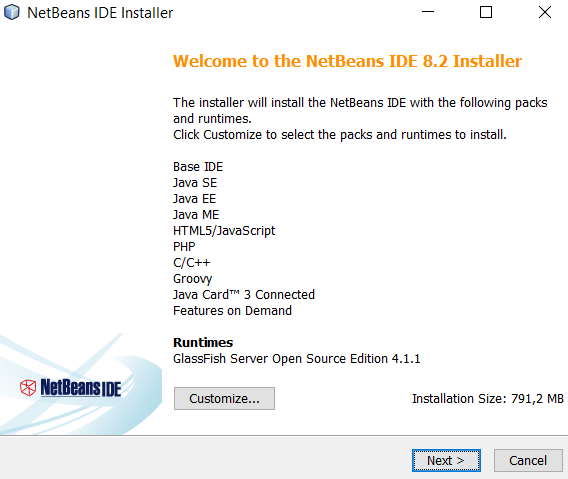 NetBeans IDE Installer
Welcome to the NetBeans IDE 8.2 Installer
The installer will install the NetBeans IDE with the following packs
and runtimes.
Click Customize to select the packs and runtimes to install.
Base IDE
Java SE
Java EE
Java ME
HTML5/JavaScript
PHP
C/C++
Groovy
Java Card™ 3 Connected
Features on Demand
Runtimes
GlassFish Server Open Source Edition 4.1.1
NetBeans IDE
Customize...
Installation Size: 791,2 MB
Next >
Cancel